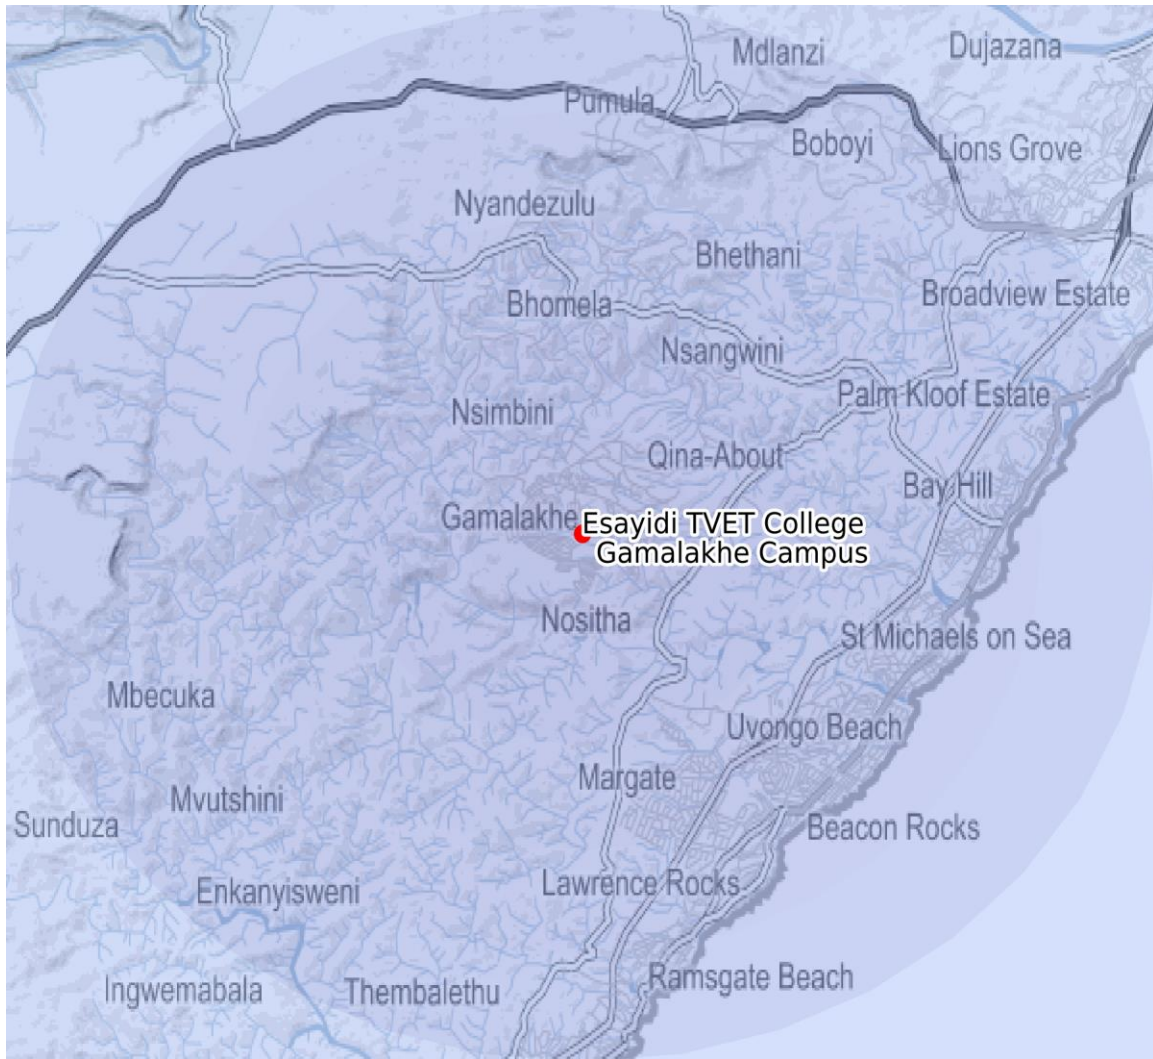 Dujazana
Mdlanzi
Pumula
Boboyi
Lions Grove
Nyandezulu
Bhethani
Broadview Estate
Bhomela
Nsangwini
Palm Kloof Estate
Nsimbini
Qina-About
Bay Hill
Gamalakhe
Esayidi TVET College
Gamalakhe Campus
Nositha
St Michaels on Sea
Mbecuka
Uvongo Beach
Margate
Mvutshini
Sunduza
Beacon Rocks
Lawrence Rocks
Enkanyisweni
Ramsgate Beach
Ingwemabala
Thembalethu